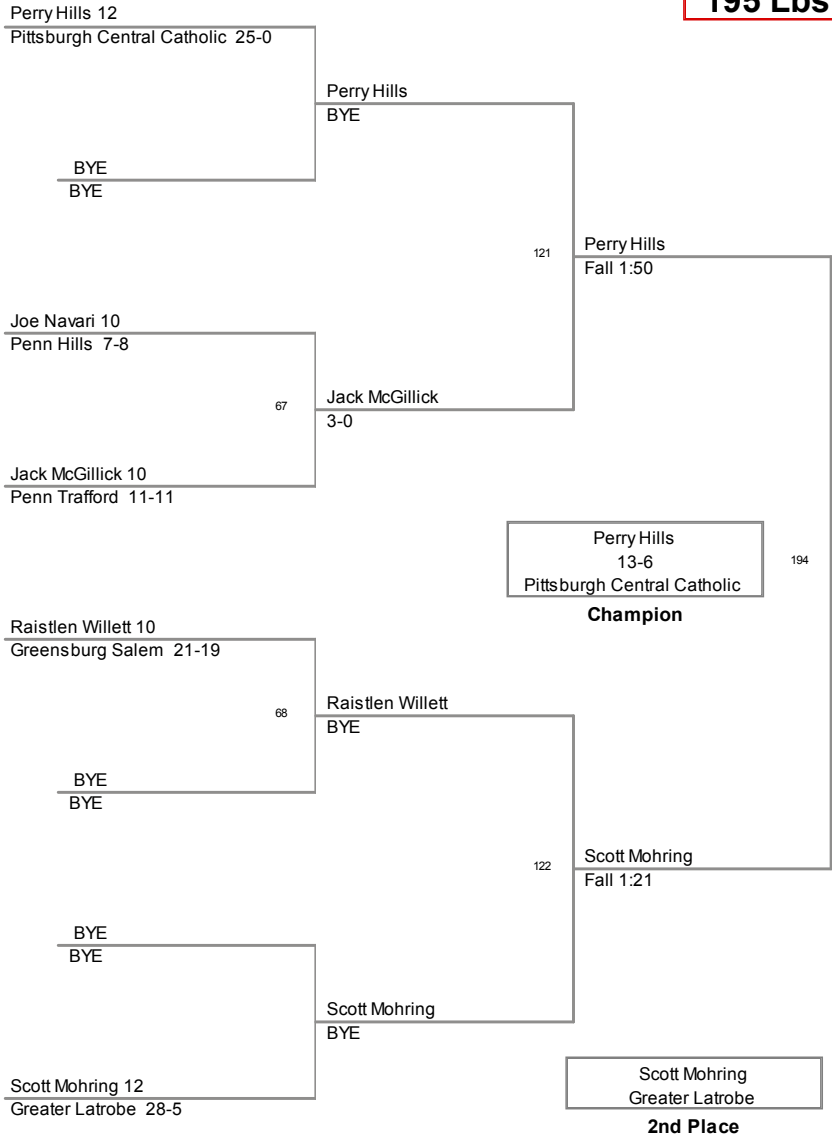 195 Lbs
Perry Hills 12
Pittsburgh Central Catholic 25-0
Perry Hills
BYE
BYE
BYE
121
Perry Hills
Fall 1:50
Joe Navari 10
Penn Hills 7-8
67
Jack McGillick
3-0
Jack McGillick 10
Penn Trafford 11-11
Perry Hills
13-6
Pittsburgh Central Catholic
194
Champion
Raistlen Willett 10
Greensburg Salem 21-19
68
Raistlen Willett
BYE
BYE
BYE
122
Scott Mohring
Fall 1:21
BYE
BYE
Scott Mohring
BYE
Scott Mohring 12
Greater Latrobe 28-5
Scott Mohring
Greater Latrobe
2nd Place